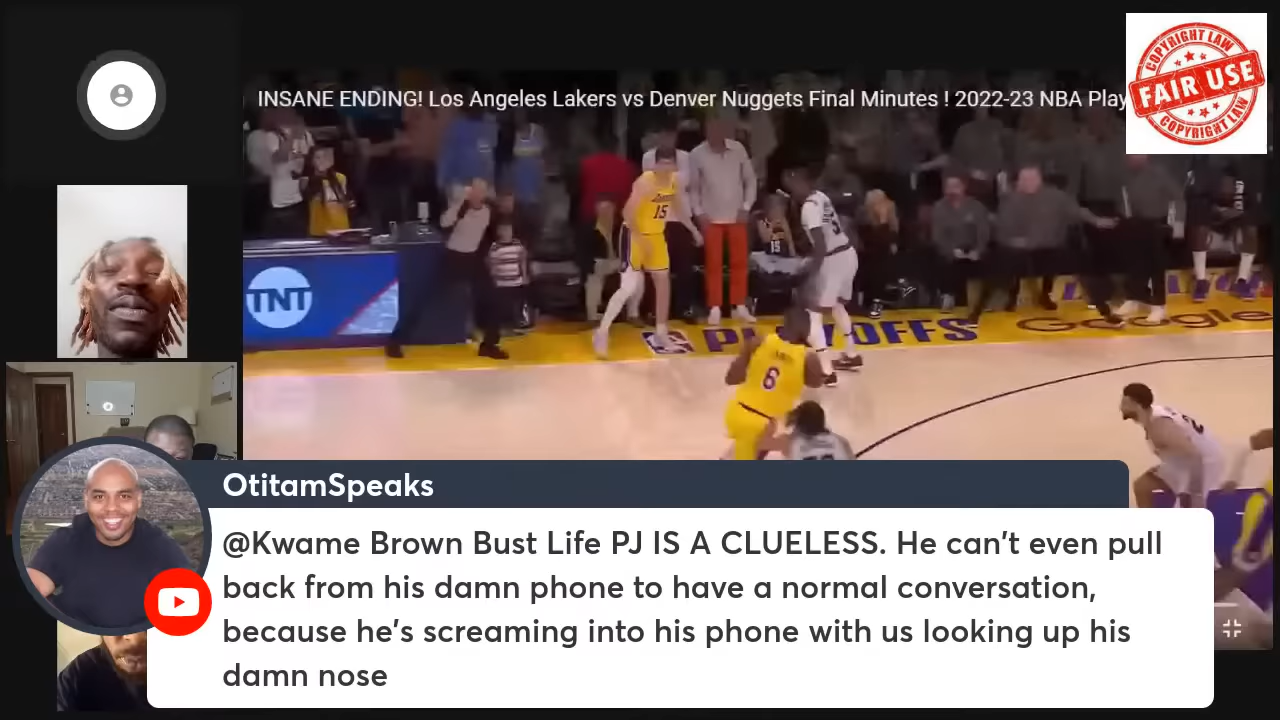 INSANE ENDING! Los Angeles Lakers vs Denver Nuggets Final Minutes ! 2022-23 NBA Play
COPYRIGHT LAW
FAIR USE
COPYRIGHT LAW
15
15
TNT
PLAYOFFS
Google
6
OtitamSpeaks
@Kwame Brown Bust Life PJ IS A CLUELESS. He can't even pull
back from his damn phone to have a normal conversation,
because he's screaming into his phone with us looking up his
damn nose